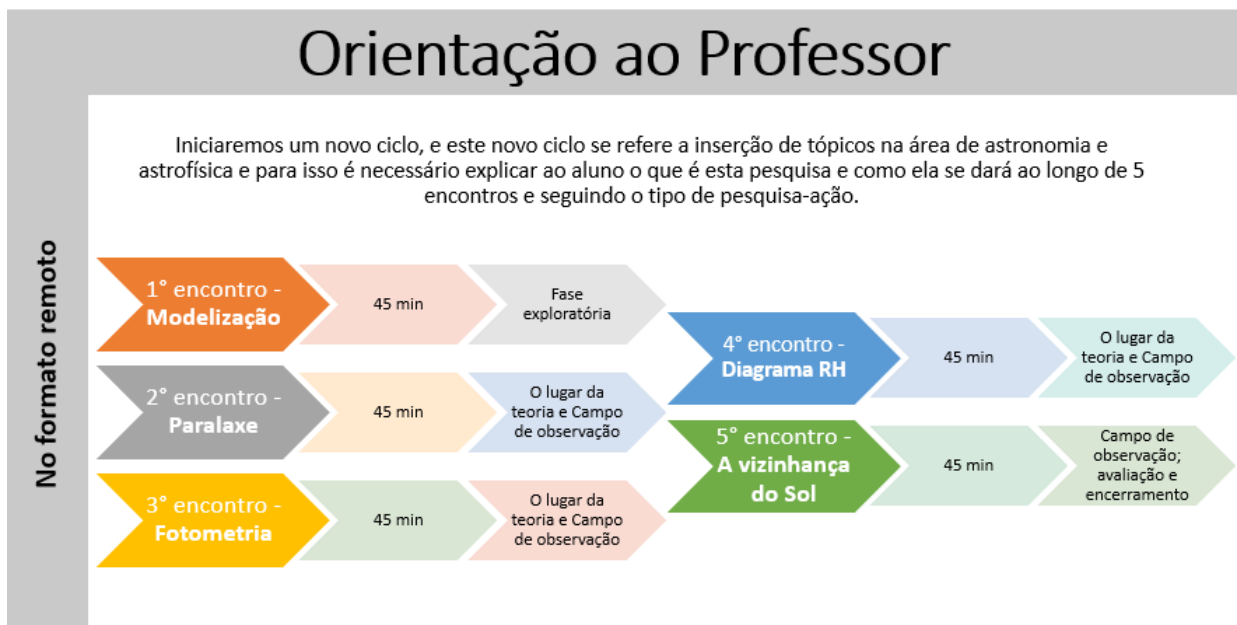 Orientação ao Professor
Iniciaremos um novo ciclo, e este novo ciclo se refere a inserção de tópicos na área de astronomia e
astrofísica e para isso é necessário explicar ao aluno o que é esta pesquisa e como ela se dará ao longo de 5
encontros e seguindo o tipo de pesquisa-ação.
No formato remoto
1° encontro -
Modelização
45 min
Fase
exploratória
2° encontro -
Paralaxe
45 min
O lugar da
teoria e Campo
de observação
3° encontro -
Fotometria
45 min
O lugar da
teoria e Campo
de observação
4° encontro -
Diagrama RH
45 min
O lugar da
teoria e Campo
de observação
5° encontro -
A vizinhança
do Sol
45 min
Campo de
observação;
avaliação e
encerramento